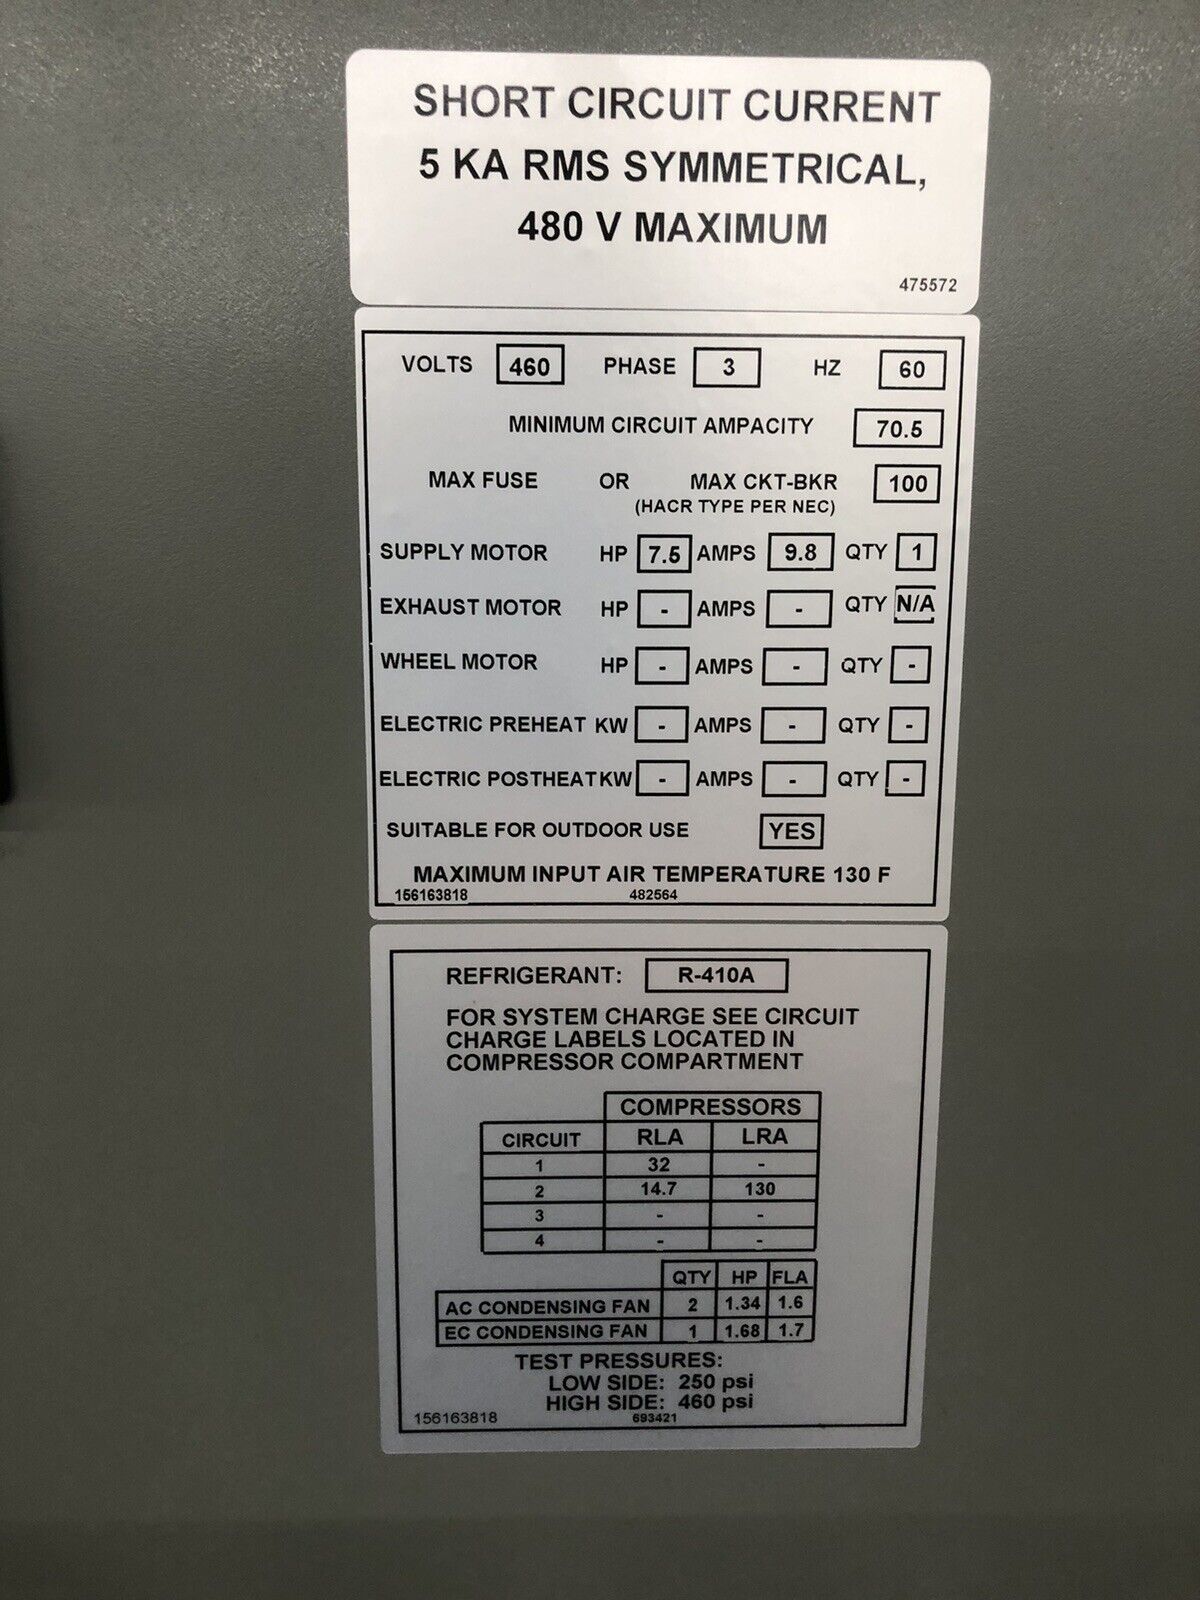 SHORT CIRCUIT CURRENT
5 KA RMS SYMMETRICAL,
480 V MAXIMUM
475572
VOLTS 460 PHASE 3 HZ 60
MINIMUM CIRCUIT AMPACITY 70.5
MAX FUSE OR MAX CKT-BKR 100
(HACR TYPE PER NEC)
SUPPLY MOTOR HP 7.5 AMPS 9.8 QTY 1
EXHAUST MOTOR HP - AMPS - QTY N/A
WHEEL MOTOR HP - AMPS - QTY -
ELECTRIC PREHEAT KW - AMPS - QTY -
ELECTRIC POSTHEAT KW - AMPS - QTY -
SUITABLE FOR OUTDOOR USE YES
MAXIMUM INPUT AIR TEMPERATURE 130 F
156163818 482564
REFRIGERANT: R-410A
FOR SYSTEM CHARGE SEE CIRCUIT
CHARGE LABELS LOCATED IN
COMPRESSOR COMPARTMENT
COMPRESSORS
CIRCUIT RLA LRA
1 32 -
2 14.7 130
3 - -
4 - -
QTY HP FLA
AC CONDENSING FAN 2 1.34 1.6
EC CONDENSING FAN 1 1.68 1.7
TEST PRESSURES:
LOW SIDE: 250 psi
HIGH SIDE: 460 psi
156163818 693421